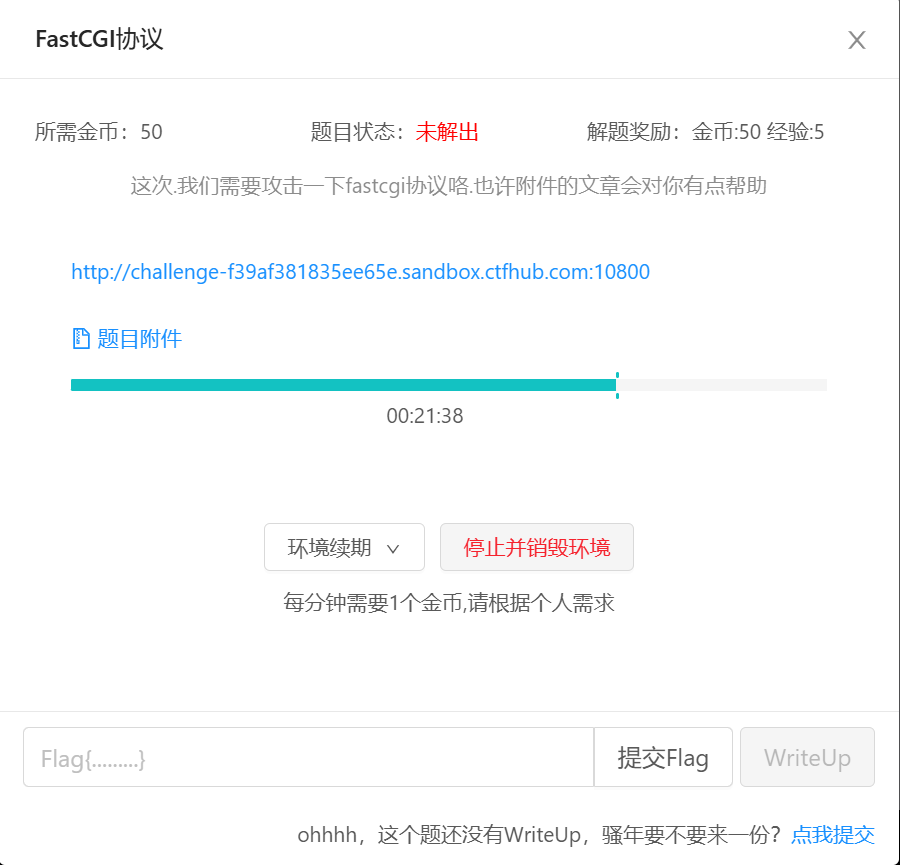 FastCGI协议
所需金币：50 题目状态：未解出 解题奖励：金币:50 经验:5
这次.我们需要攻击一下fastcgi协议咯.也许附件的文章会对你有点帮助
http://challenge-f39af381835ee65e.sandbox.ctfhub.com:10800
题目附件
00:21:38
环境续期 停止并销毁环境
每分钟需要1个金币,请根据个人需求
Flag{.........} 提交Flag WriteUp
ohhhh，这个题还没有WriteUp，骚年要不要来一份？点我提交